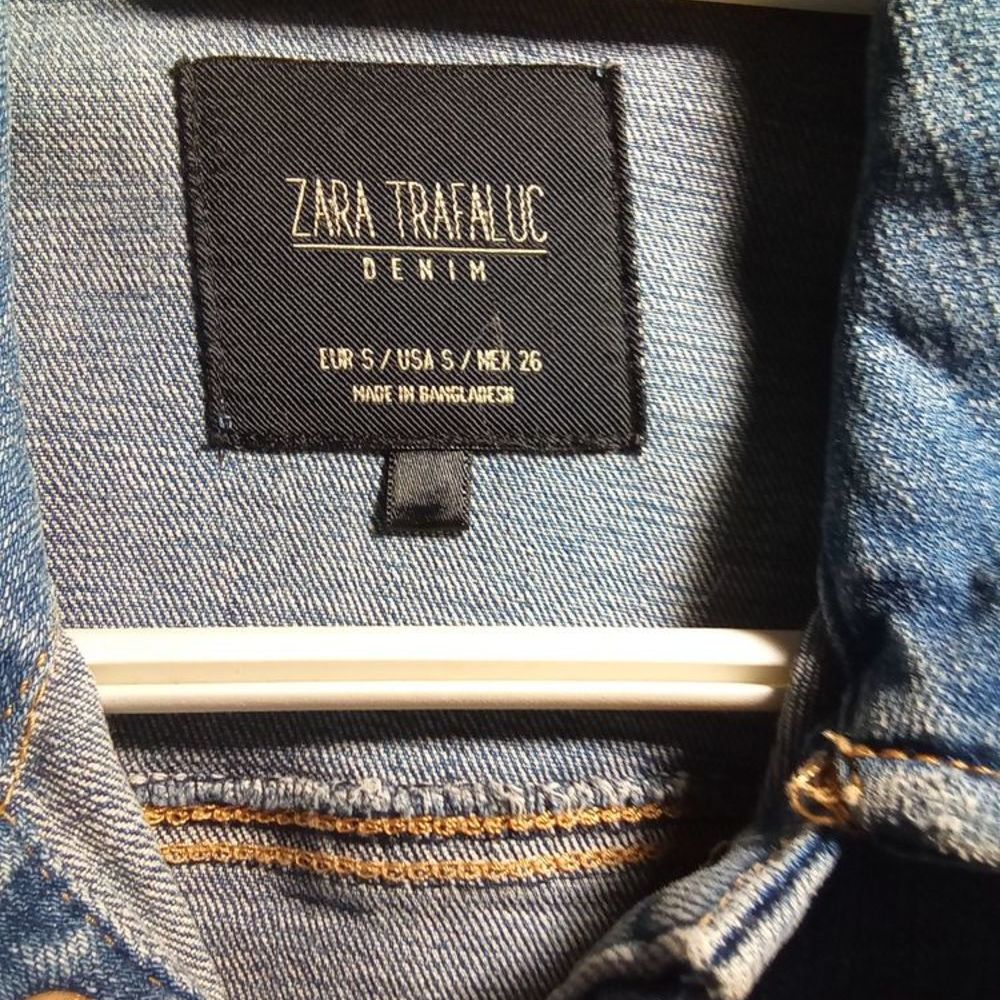 ZARA TRAFALUC
DENIM
EUR S / USA S / MEX 26
MADE IN BANGLADESH